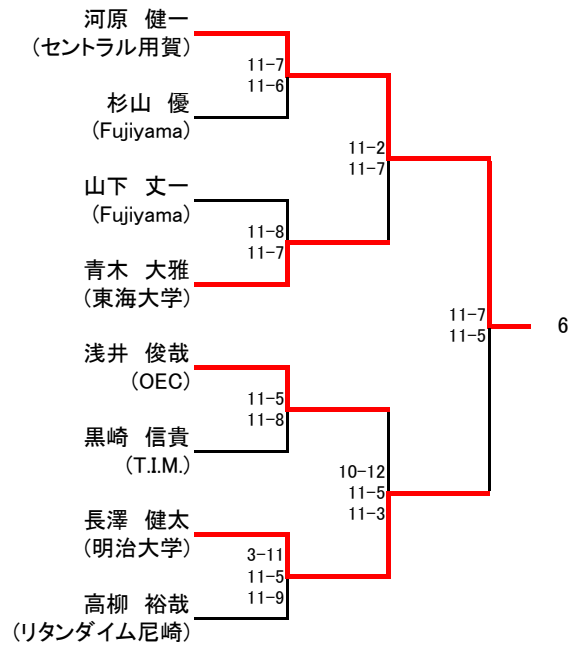 河原 健一
(セントラル用賀)
11-7
11-6
杉山 優
(Fujiyama)
11-2
11-7
山下 丈一
(Fujiyama)
11-8
11-7
青木 大雅
(東海大学)
11-7
11-5
6
浅井 俊哉
(OEC)
11-5
11-8
黒崎 信貴
(T.I.M.)
10-12
11-5
11-3
長澤 健太
(明治大学)
3-11
11-5
11-9
高柳 裕哉
(リタンダイム尼崎)